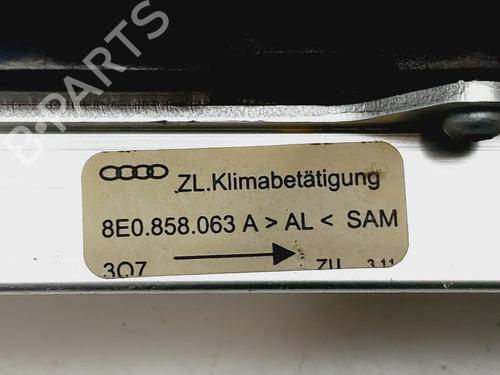 B-PARTS
ZL.Klimabetätigung
8E0.858.063 A > AL < SAM
3Q7 ZU 3.11